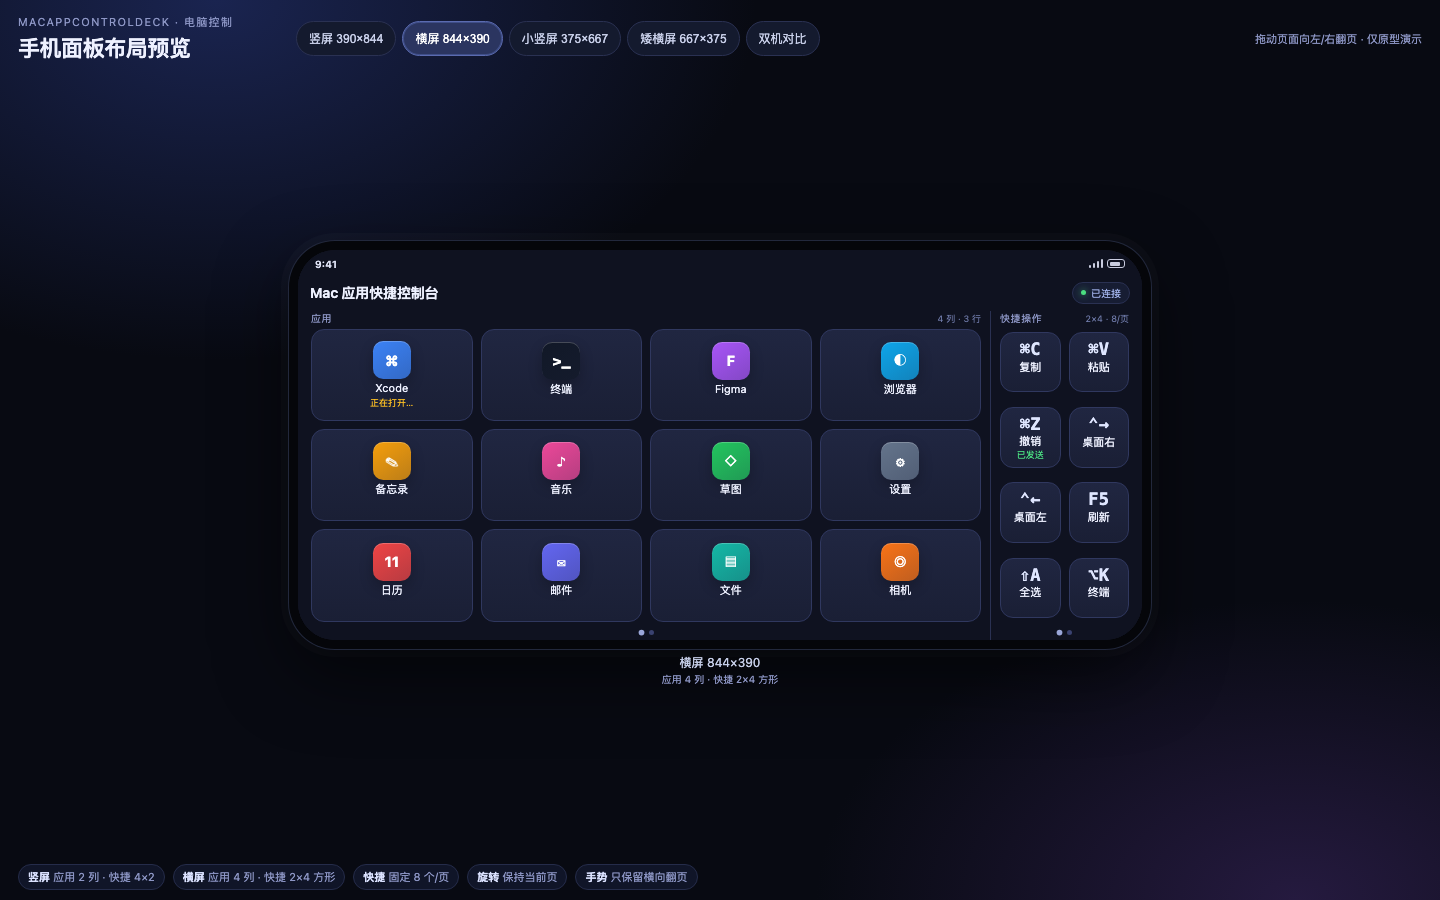 MACAPPCONTROLDECK · 电脑控制
手机面板布局预览
竖屏 390×844
横屏 844×390
小竖屏 375×667
矮横屏 667×375
双机对比
拖动页面向左/右翻页 · 仅原型演示
9:41
Mac 应用快捷控制台
已连接
应用
4 列 · 3 行
⌘
Xcode
正在打开...
>_
终端
F
Figma
浏览器
备忘录
♪
音乐
草图
设置
11
日历
邮件
文件
相机
快捷操作
2×4 · 8/页
⌘C
复制
⌘V
粘贴
⌘Z
撤销
已发送
⌃→
桌面右
⌃←
桌面左
F5
刷新
⇧A
全选
⌥K
终端
横屏 844×390
应用 4 列 · 快捷 2×4 方形
竖屏 应用 2 列 · 快捷 4×2
横屏 应用 4 列 · 快捷 2×4 方形
快捷 固定 8 个/页
旋转 保持当前页
手势 只保留横向翻页